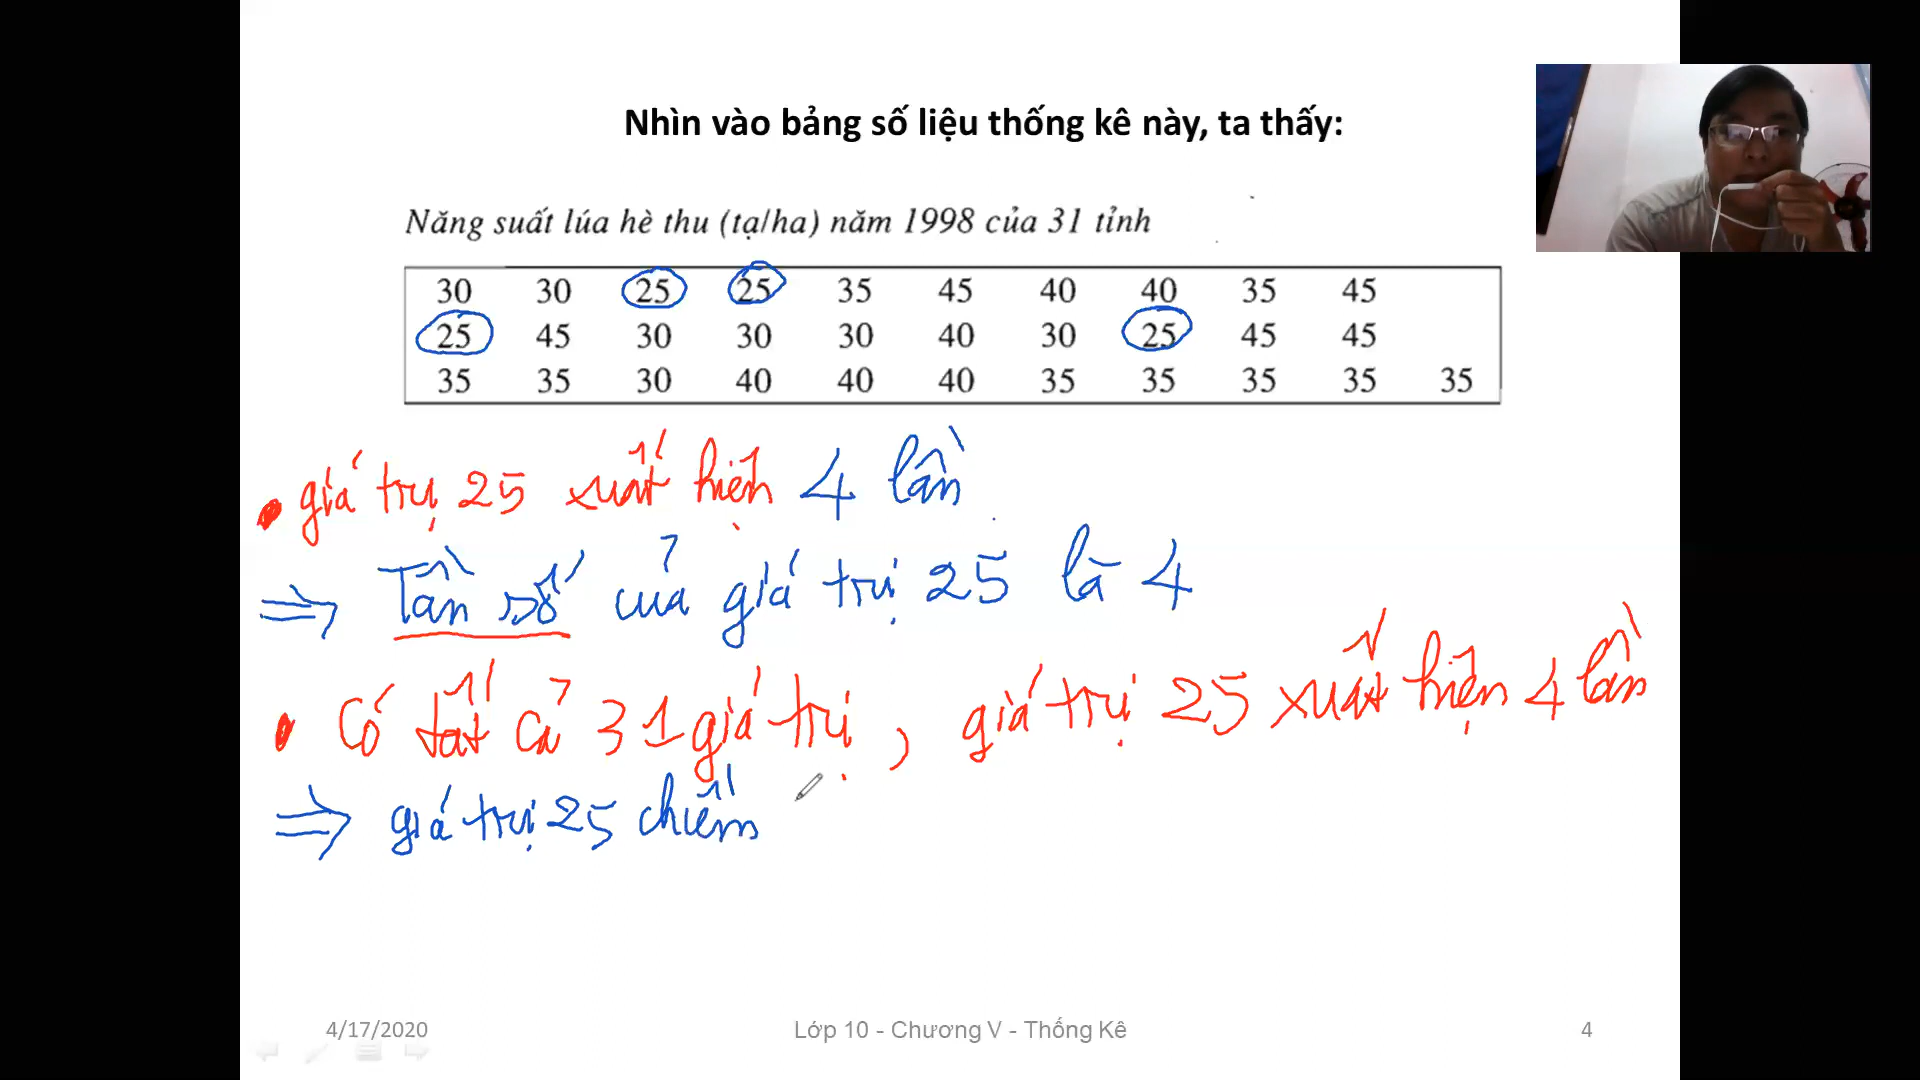 Nhìn vào bảng số liệu thống kê này, ta thấy:
Năng suất lúa hè thu (tạ/ha) năm 1998 của 31 tỉnh
30 30 25 25 35 45 40 40 35 45
25 45 30 30 30 40 30 25 45 45
35 35 30 40 40 40 35 35 35 35 35
• giá trị 25 xuất hiện 4 lần
⇒ Tần số của giá trị 25 là 4
• Có tất cả 31 giá trị, giá trị 25 xuất hiện 4 lần
⇒ giá trị 25 chiếm
4/17/2020 Lớp 10 - Chương V - Thống Kê 4